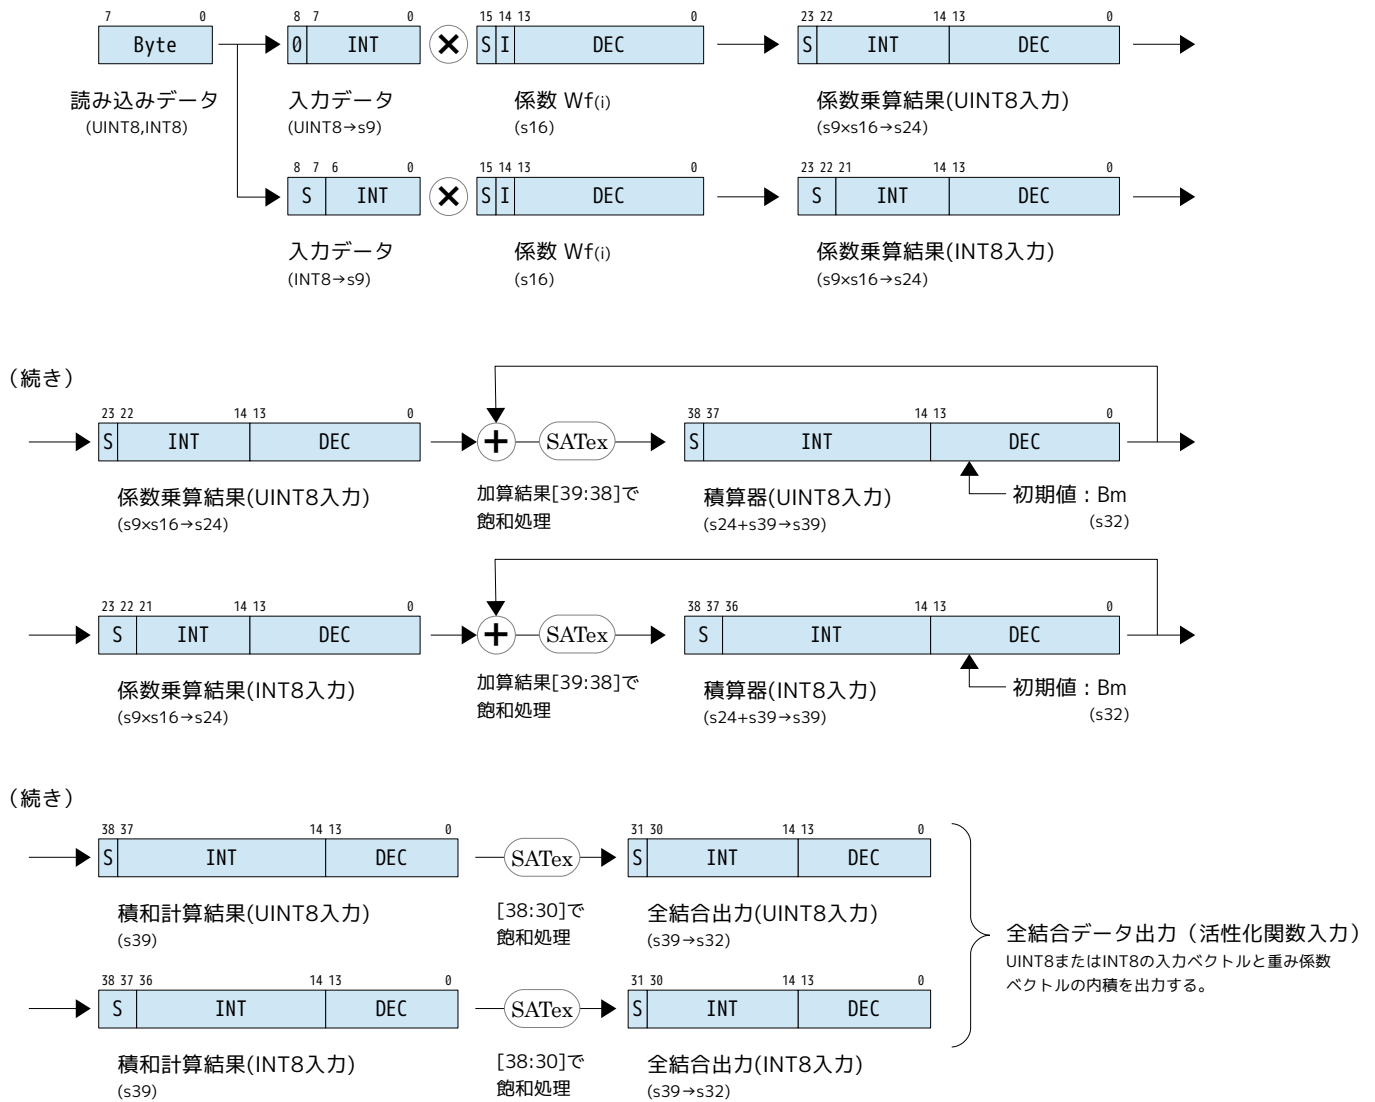 7 0 8 7 0 15 14 13 0 23 22 14 13 0
Byte 0 INT × S I DEC S INT DEC
読み込みデータ 入力データ 係数 Wf(i) 係数乗算結果(UINT8入力)
(UINT8,INT8) (UINT8→s9) (s16) (s9×s16→s24)
8 7 6 0 15 14 13 0 23 22 21 14 13 0
S INT × S I DEC S INT DEC
入力データ 係数 Wf(i) 係数乗算結果(INT8入力)
(INT8→s9) (s16) (s9×s16→s24)
(続き)
23 22 14 13 0 38 37 14 13 0
S INT DEC + SATex S INT DEC
係数乗算結果(UINT8入力) 加算結果[39:38]で 積算器(UINT8入力) 初期値:Bm
(s9×s16→s24) 飽和処理 (s24+s39→s39) (s32)
23 22 21 14 13 0 38 37 36 14 13 0
S INT DEC + SATex S INT DEC
係数乗算結果(INT8入力) 加算結果[39:38]で 積算器(INT8入力) 初期値:Bm
(s9×s16→s24) 飽和処理 (s24+s39→s39) (s32)
(続き)
38 37 14 13 0 31 30 14 13 0
S INT DEC SATex S INT DEC
積和計算結果(UINT8入力) [38:30]で 全結合出力(UINT8入力)
(s39) 飽和処理 (s39→s32)
全結合データ出力(活性化関数入力)
UINT8またはINT8の入力ベクトルと重み係数
ベクトルの内積を出力する。
38 37 36 14 13 0 31 30 14 13 0
S INT DEC SATex S INT DEC
積和計算結果(INT8入力) [38:30]で 全結合出力(INT8入力)
(s39) 飽和処理 (s39→s32)